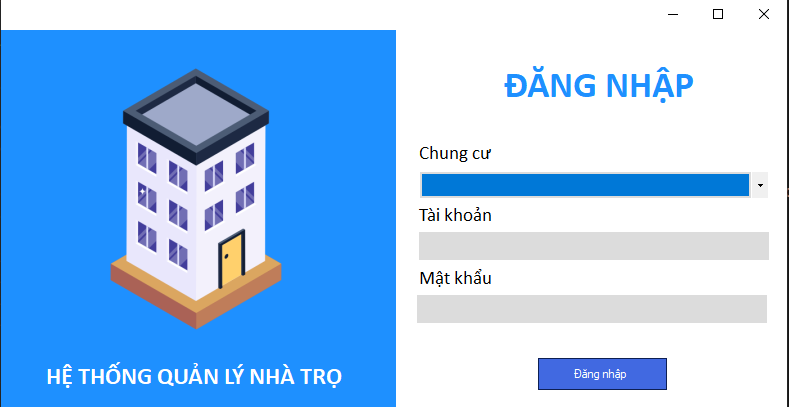 ĐĂNG NHẬP
Chung cư
Tài khoản
Mật khẩu
Đăng nhập
HỆ THỐNG QUẢN LÝ NHÀ TRỌ